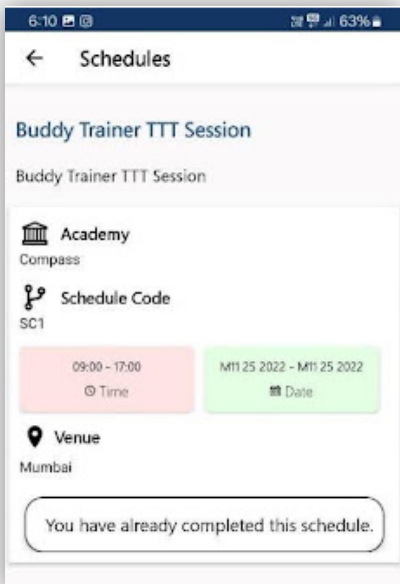 6:10 63%
Schedules
Buddy Trainer TTT Session
Buddy Trainer TTT Session
Academy
Compass
Schedule Code
SC1
09:00 - 17:00
Time
M11 25 2022 - M11 25 2022
Date
Venue
Mumbai
You have already completed this schedule.